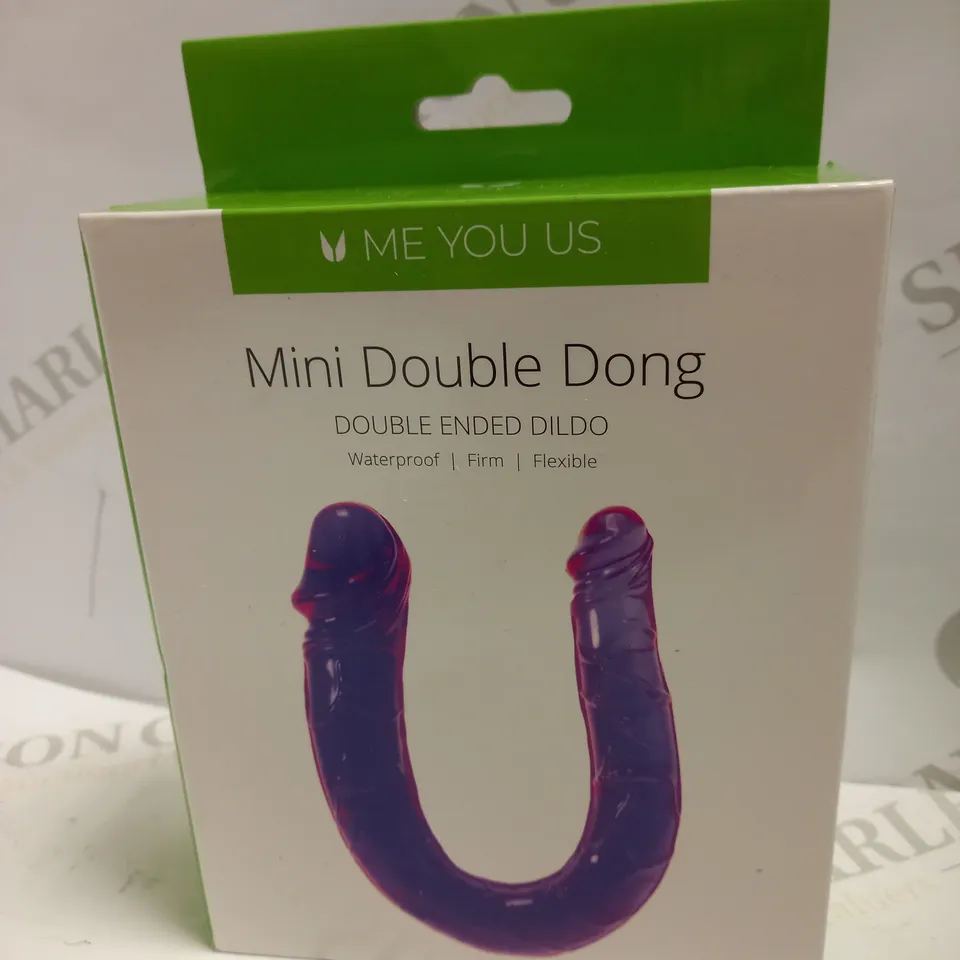 ME YOU US
Mini Double Dong
DOUBLE ENDED DILDO
Waterproof | Firm | Flexible